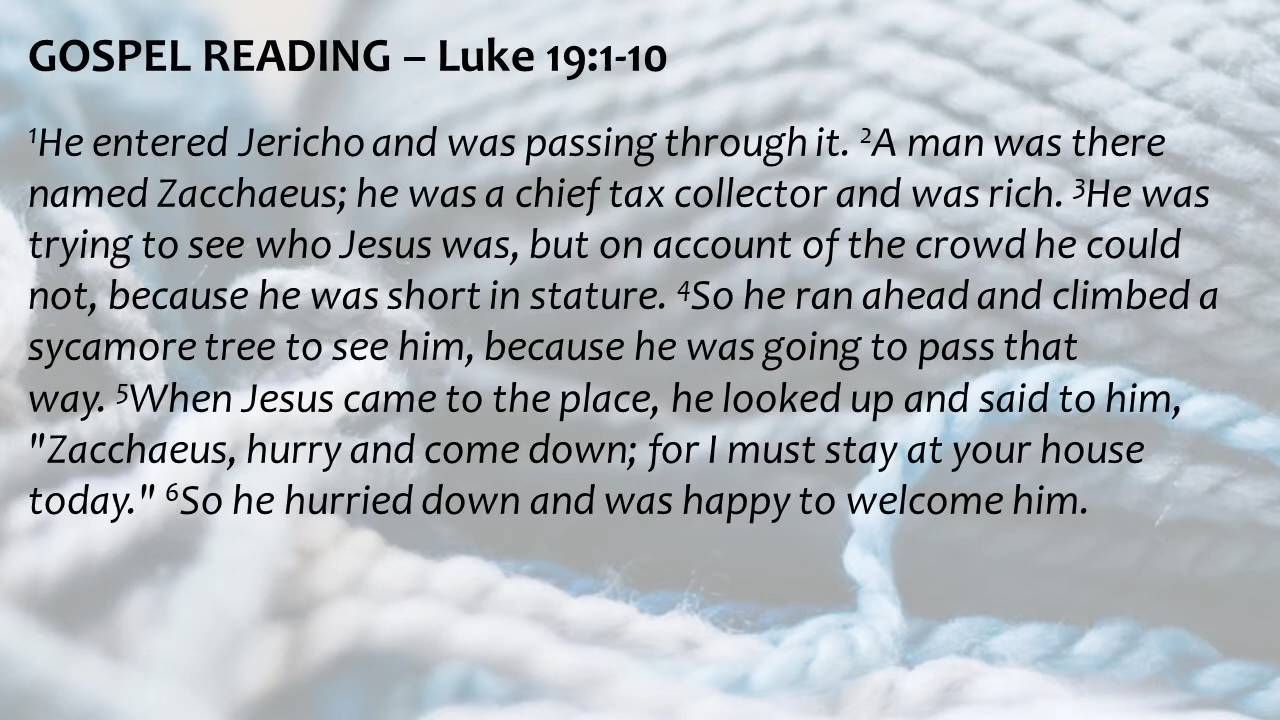 GOSPEL READING – Luke 19:1-10
¹He entered Jericho and was passing through it. ²A man was there
named Zacchaeus; he was a chief tax collector and was rich. ³He was
trying to see who Jesus was, but on account of the crowd he could
not, because he was short in stature. ⁴So he ran ahead and climbed a
sycamore tree to see him, because he was going to pass that
way. ⁵When Jesus came to the place, he looked up and said to him,
"Zacchaeus, hurry and come down; for I must stay at your house
today." ⁶So he hurried down and was happy to welcome him.